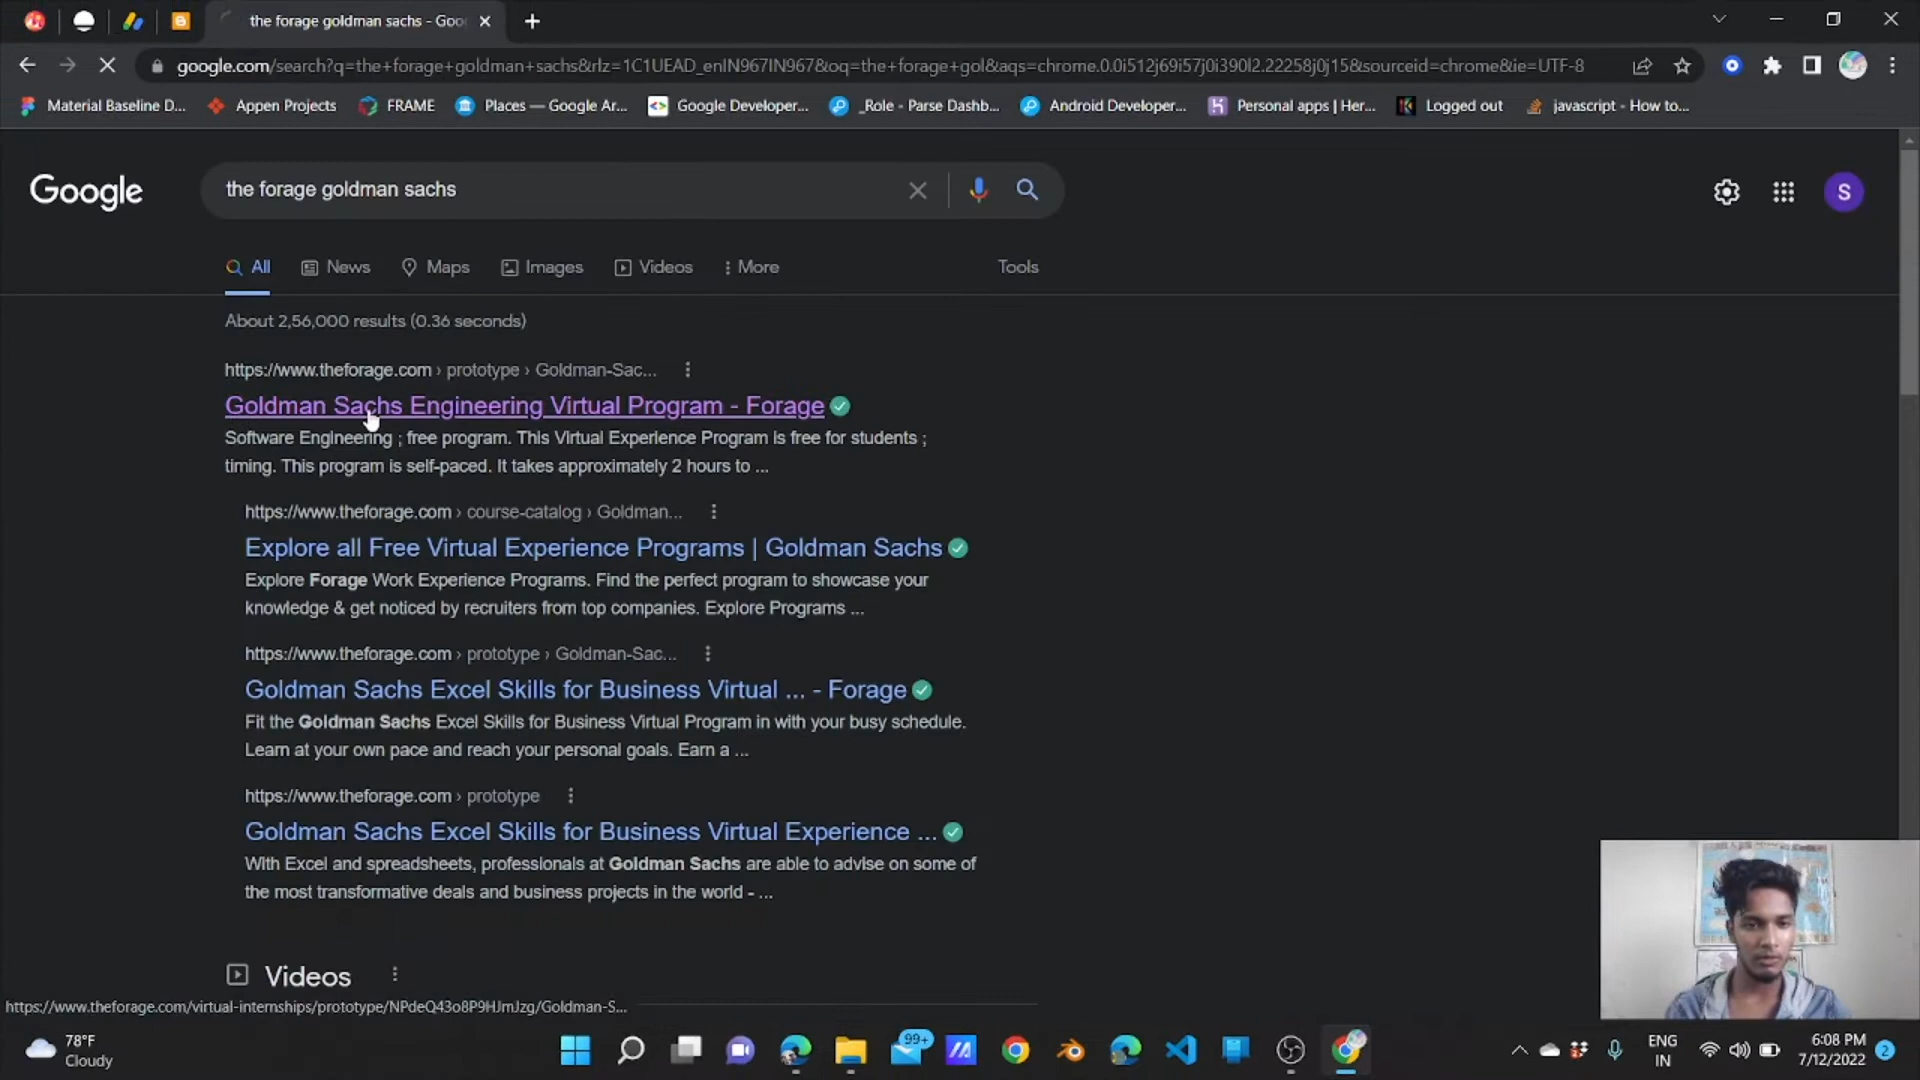 the forage goldman sachs - Goo
google.com/search?q=the+forage+goldman+sachs&rlz=1C1UEAD_enIN967IN967&oq=the+forage+gol&aqs=chrome.0.0i512j69i57j0i390l2.22258j0j15&sourceid=chrome&ie=UTF-8
Material Baseline D... Appen Projects FRAME Places — Google Ar... Google Developer... _Role - Parse Dashb... Android Developer... Personal apps | Her... Logged out javascript - How to...
Google the forage goldman sachs S
All News Maps Images Videos More Tools
About 2,56,000 results (0.36 seconds)
https://www.theforage.com › prototype › Goldman-Sac...
Goldman Sachs Engineering Virtual Program - Forage
Software Engineering ; free program. This Virtual Experience Program is free for students ;
timing. This program is self-paced. It takes approximately 2 hours to ...
https://www.theforage.com › course-catalog › Goldman...
Explore all Free Virtual Experience Programs | Goldman Sachs
Explore Forage Work Experience Programs. Find the perfect program to showcase your
knowledge & get noticed by recruiters from top companies. Explore Programs ...
https://www.theforage.com › prototype › Goldman-Sac...
Goldman Sachs Excel Skills for Business Virtual ... - Forage
Fit the Goldman Sachs Excel Skills for Business Virtual Program in with your busy schedule.
Learn at your own pace and reach your personal goals. Earn a ...
https://www.theforage.com › prototype
Goldman Sachs Excel Skills for Business Virtual Experience ...
With Excel and spreadsheets, professionals at Goldman Sachs are able to advise on some of
the most transformative deals and business projects in the world - ...
Videos
https://www.theforage.com/virtual-internships/prototype/NPdeQ43o8P9HJmJzg/Goldman-S...
78°F
Cloudy
99+
ENG
IN
6:08 PM
7/12/2022
2